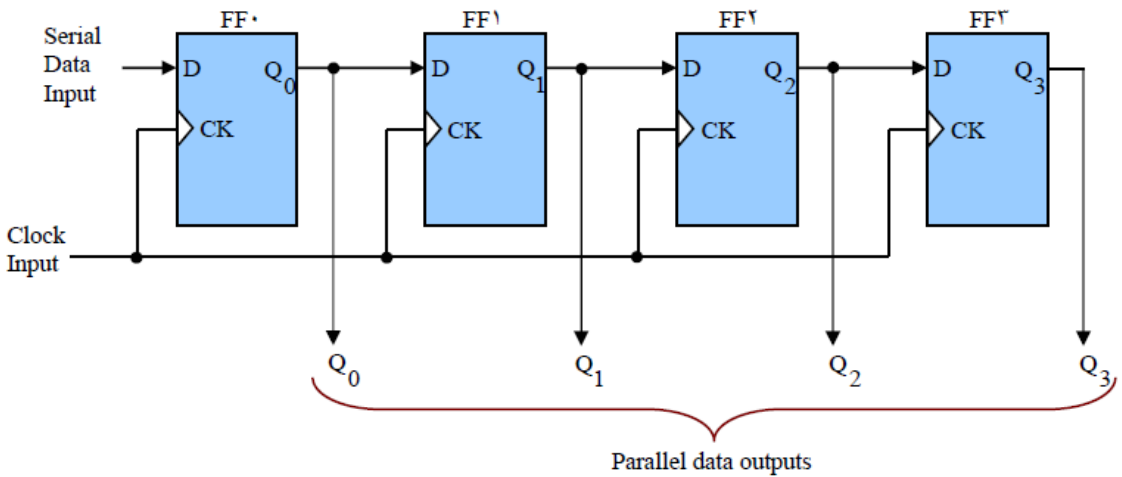 FF۰
FF۱
FF۲
FF۳
Serial
Data
Input
D
Q0
D
Q1
D
Q2
D
Q3
CK
CK
CK
CK
Clock
Input
Q0
Q1
Q2
Q3
Parallel data outputs